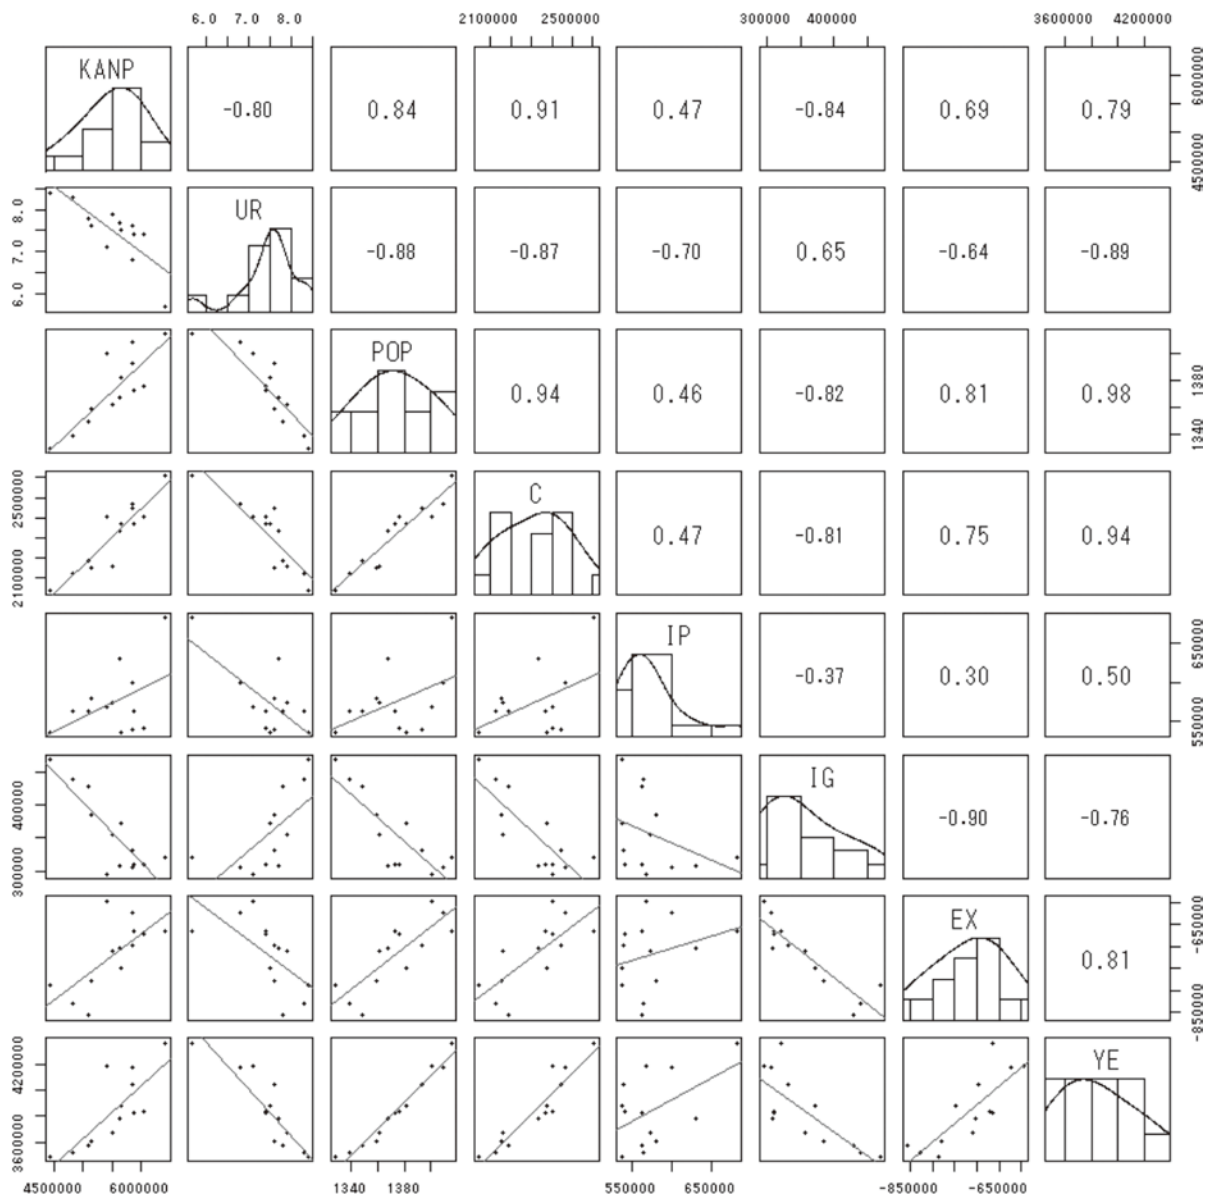 6.0 7.0 8.0 2100000 2500000 300000 400000 3600000 4200000
KANP -0.80 0.84 0.91 0.47 -0.84 0.69 0.79
4500000 6000000
6.0 7.0 8.0
UR -0.88 -0.87 -0.70 0.65 -0.64 -0.89
POP 0.94 0.46 -0.82 0.81 0.98
1340 1380
2100000 2500000
C 0.47 -0.81 0.75 0.94
IP -0.37 0.30 0.50
550000 650000
300000 400000
IG -0.90 -0.76
EX 0.81
-850000 -650000
3600000 4200000
YE
4500000 6000000 1340 1380 550000 650000 -850000 -650000